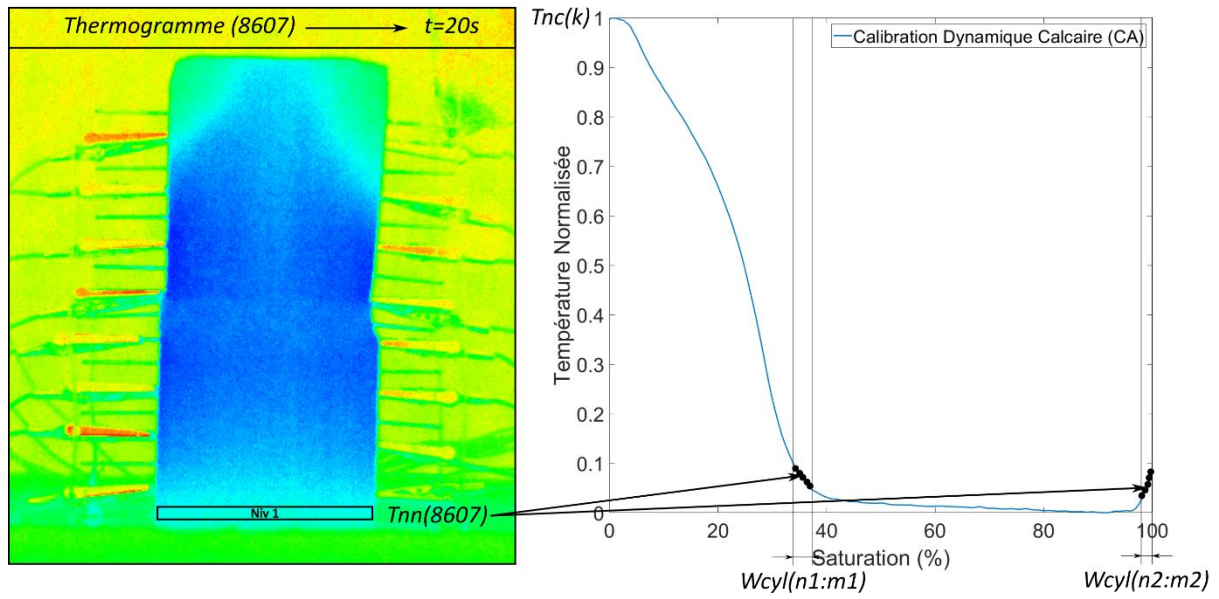 Thermogramme (8607) t=20s
Niv 1
Tnn(8607)
Tnc(k)
Calibration Dynamique Calcaire (CA)
Température Normalisée
1
0.9
0.8
0.7
0.6
0.5
0.4
0.3
0.2
0.1
0
0 20 40 60 80 100
Saturation (%)
Wcyl(n1:m1) Wcyl(n2:m2)